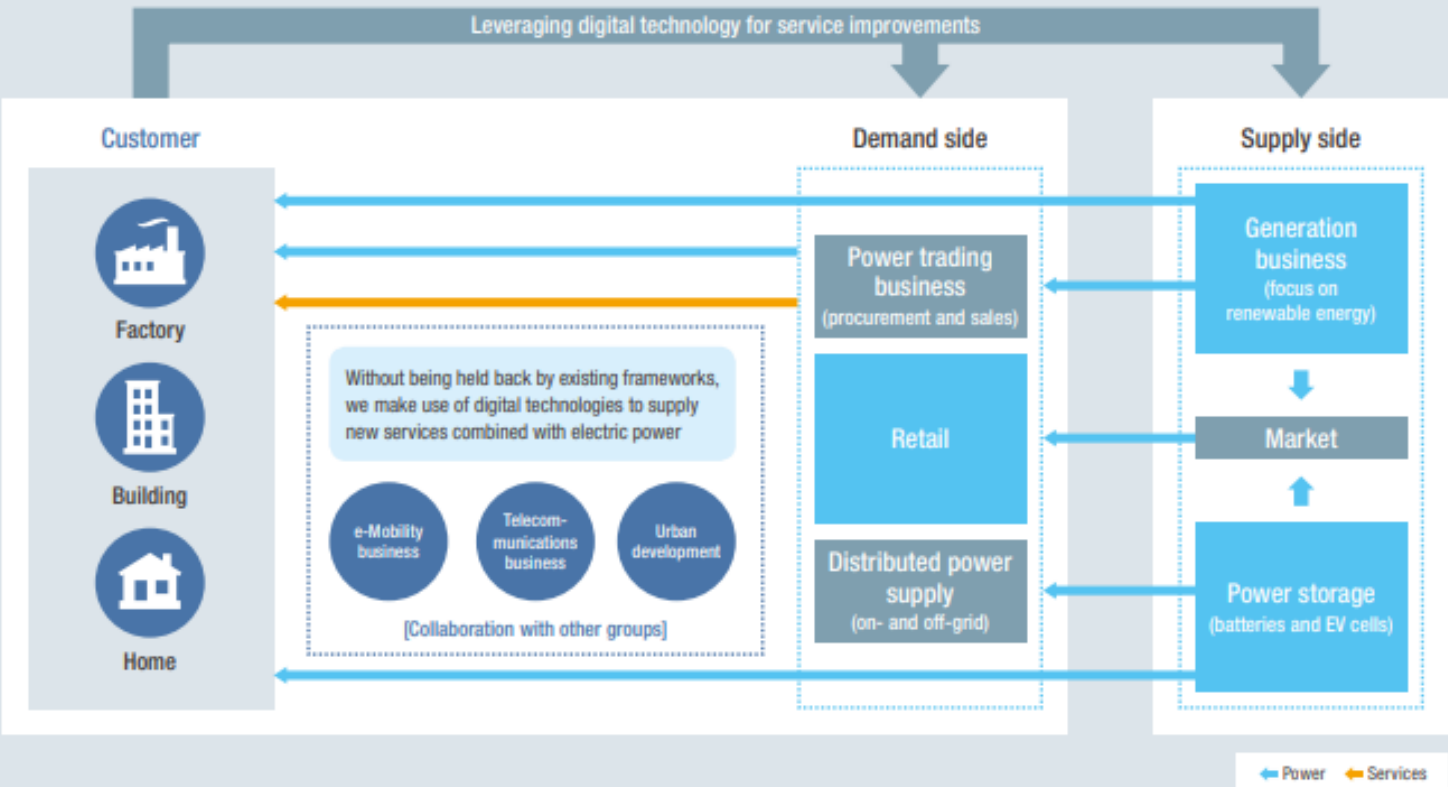 Leveraging digital technology for service improvements
Customer
Factory
Building
Home
Without being held back by existing frameworks,
we make use of digital technologies to supply
new services combined with electric power
e-Mobility
business
Telecom-
munications
business
Urban
development
[Collaboration with other groups]
Demand side
Power trading
business
(procurement and sales)
Retail
Distributed power
supply
(on- and off-grid)
Supply side
Generation
business
(focus on
renewable energy)
Market
Power storage
(batteries and EV cells)
Power
Services